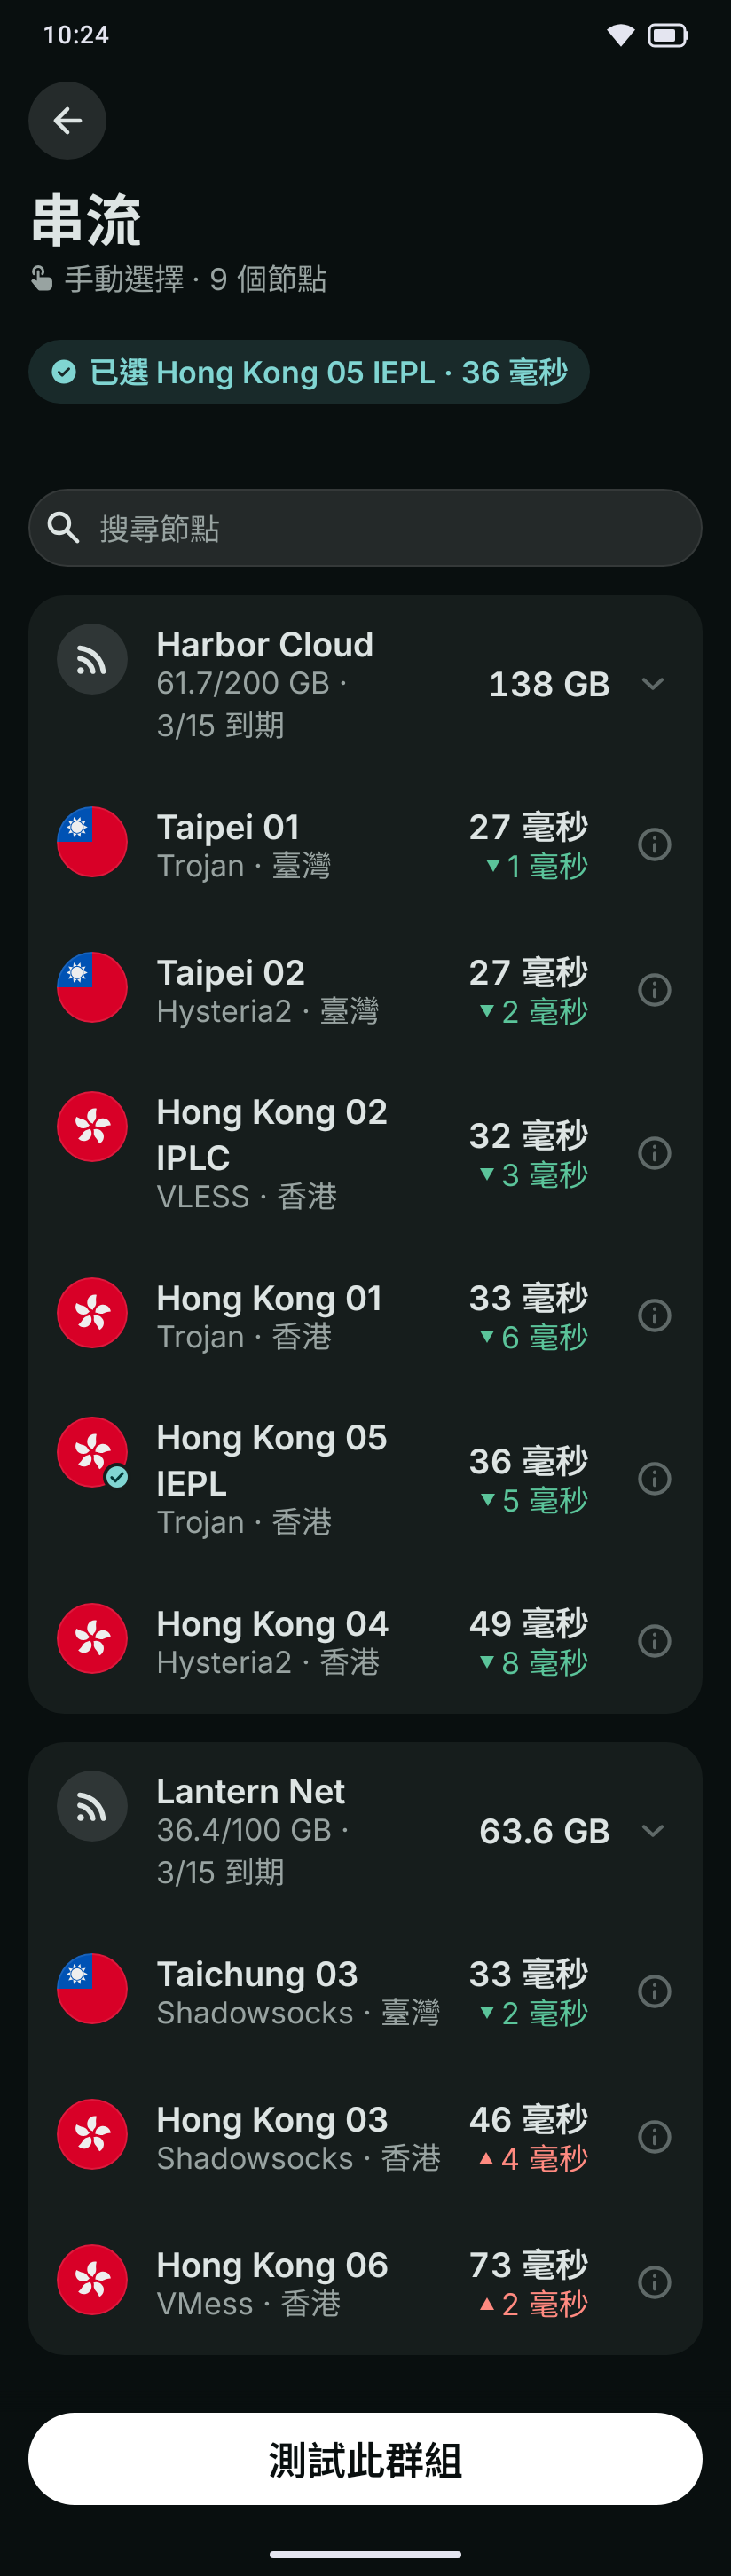 10:24
串流
手動選擇 · 9 個節點
已選 Hong Kong 05 IEPL · 36 毫秒
搜尋節點
Harbor Cloud
61.7/200 GB ·
3/15 到期
138 GB
Taipei 01
27 毫秒
Trojan · 臺灣
▼1 毫秒
Taipei 02
27 毫秒
Hysteria2 · 臺灣
▼2 毫秒
Hong Kong 02
IPLC
32 毫秒
VLESS · 香港
▼3 毫秒
Hong Kong 01
33 毫秒
Trojan · 香港
▼6 毫秒
Hong Kong 05
IEPL
36 毫秒
Trojan · 香港
▼5 毫秒
Hong Kong 04
49 毫秒
Hysteria2 · 香港
▼8 毫秒
Lantern Net
36.4/100 GB ·
3/15 到期
63.6 GB
Taichung 03
33 毫秒
Shadowsocks · 臺灣
▼2 毫秒
Hong Kong 03
46 毫秒
Shadowsocks · 香港
▲4 毫秒
Hong Kong 06
73 毫秒
VMess · 香港
▲2 毫秒
測試此群組